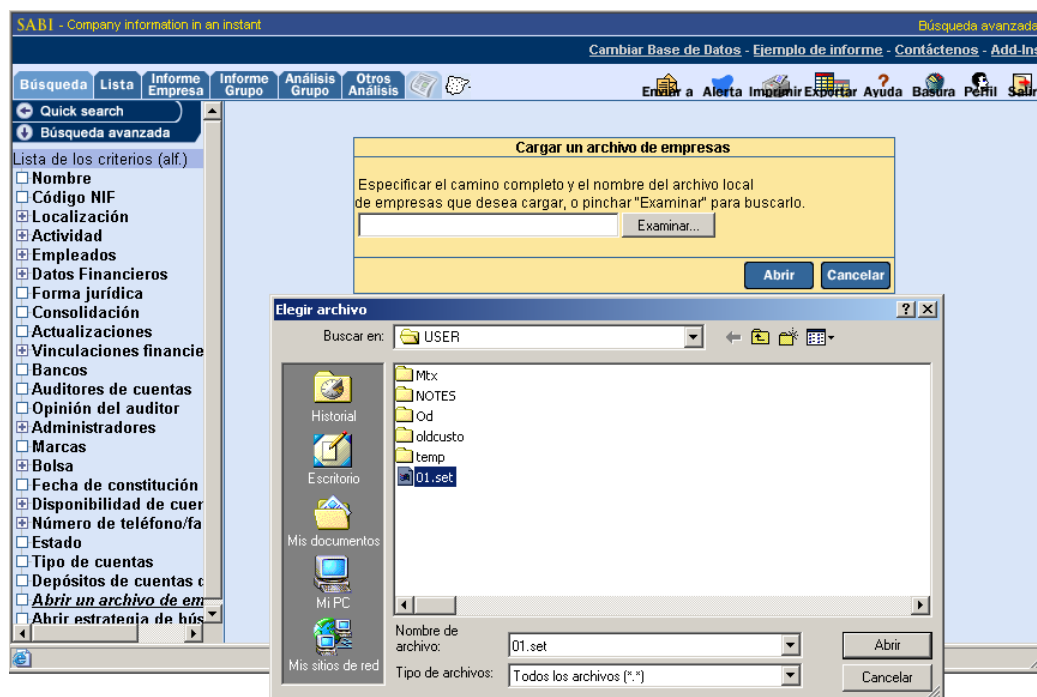 SABI - Company information in an instant
Búsqueda avanzada
Cambiar Base de Datos - Ejemplo de informe - Contáctenos - Add-Ins
Búsqueda
Lista
Informe Empresa
Informe Grupo
Análisis Grupo
Otros Análisis
Enviar a
Alerta
Imprimir
Exportar
Ayuda
Basura
Perfil
Salir
Quick search
Búsqueda avanzada
Lista de los criterios (alf.)
Nombre
Código NIF
Localización
Actividad
Empleados
Datos Financieros
Forma jurídica
Consolidación
Actualizaciones
Vinculaciones financie
Bancos
Auditores de cuentas
Opinión del auditor
Administradores
Marcas
Bolsa
Fecha de constitución
Disponibilidad de cuer
Número de teléfono/fa
Estado
Tipo de cuentas
Depósitos de cuentas c
Abrir un archivo de em
Abrir estrategia de bús
Cargar un archivo de empresas
Especificar el camino completo y el nombre del archivo local
de empresas que desea cargar, o pinchar "Examinar" para buscarlo.
Examinar...
Abrir
Cancelar
Elegir archivo
Buscar en:
USER
Historial
Escritorio
Mis documentos
Mi PC
Mis sitios de red
Mtx
NOTES
Od
oldcusto
temp
01.set
Nombre de
archivo:
01.set
Abrir
Tipo de archivos:
Todos los archivos (*.*)
Cancelar